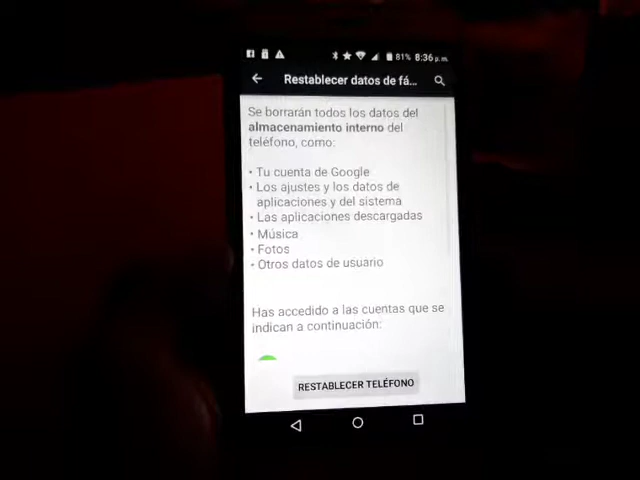 81% 8:36 p. m.
Restablecer datos de fá...
Se borrarán todos los datos del
almacenamiento interno del
teléfono, como:
• Tu cuenta de Google
• Los ajustes y los datos de
aplicaciones y del sistema
• Las aplicaciones descargadas
• Música
• Fotos
• Otros datos de usuario
Has accedido a las cuentas que se
indican a continuación:
RESTABLECER TELÉFONO